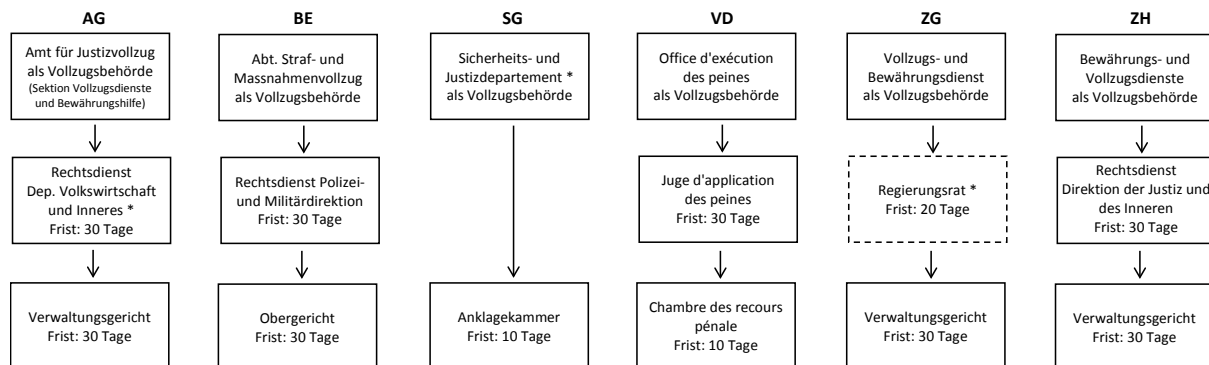 AG
Amt für Justizvollzug
als Vollzugsbehörde
(Sektion Vollzugsdienste
und Bewährungshilfe)
Rechtsdienst
Dep. Volkswirtschaft
und Inneres *
Frist: 30 Tage
Verwaltungsgericht
Frist: 30 Tage
BE
Abt. Straf- und
Massnahmenvollzug
als Vollzugsbehörde
Rechtsdienst Polizei-
und Militärdirektion
Frist: 30 Tage
Obergericht
Frist: 30 Tage
SG
Sicherheits- und
Justizdepartement *
als Vollzugsbehörde
Anklagekammer
Frist: 10 Tage
VD
Office d'exécution
des peines
als Vollzugsbehörde
Juge d'application
des peines
Frist: 30 Tage
Chambre des recours
pénale
Frist: 10 Tage
ZG
Vollzugs- und
Bewährungsdienst
als Vollzugsbehörde
Regierungsrat *
Frist: 20 Tage
Verwaltungsgericht
Frist: 30 Tage
ZH
Bewährungs- und
Vollzugsdienste
als Vollzugsbehörde
Rechtsdienst
Direktion der Justiz und
des Inneren
Frist: 30 Tage
Verwaltungsgericht
Frist: 30 Tage